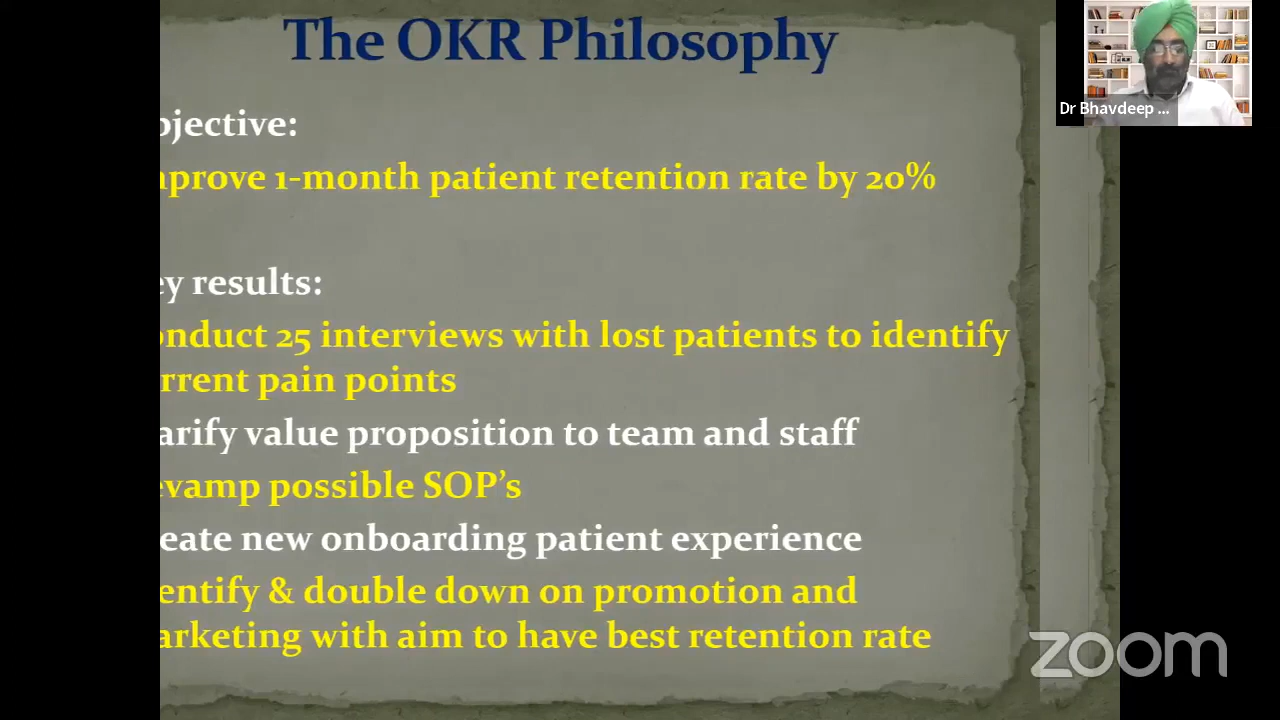 The OKR Philosophy
Dr Bhavdeep ...
bjective:
prove 1-month patient retention rate by 20%
ey results:
onduct 25 interviews with lost patients to identify
rrent pain points
arify value proposition to team and staff
evamp possible SOP’s
eate new onboarding patient experience
entify & double down on promotion and
arketing with aim to have best retention rate
zoom